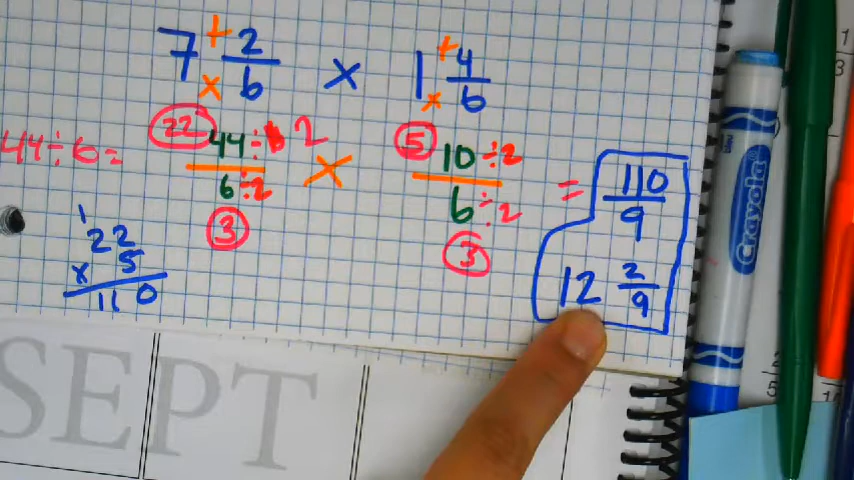 7 2/6 × 1 4/6
+ +
× ×
44÷6=
22 44÷2 / 6÷2 3 × 5 10÷2 / 6÷2 3 = 110/9
12 2/9
1
22
× 5
110
Crayola
SEPT